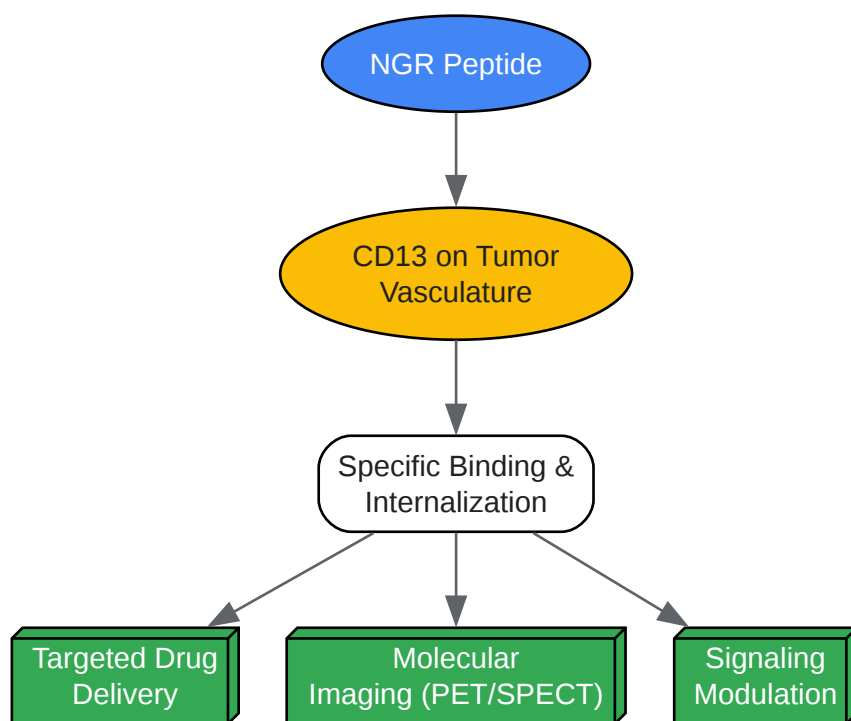 NGR Peptide
CD13 on Tumor
Vasculature
Specific Binding &
Internalization
Targeted Drug
Delivery
Molecular
Imaging (PET/SPECT)
Signaling
Modulation